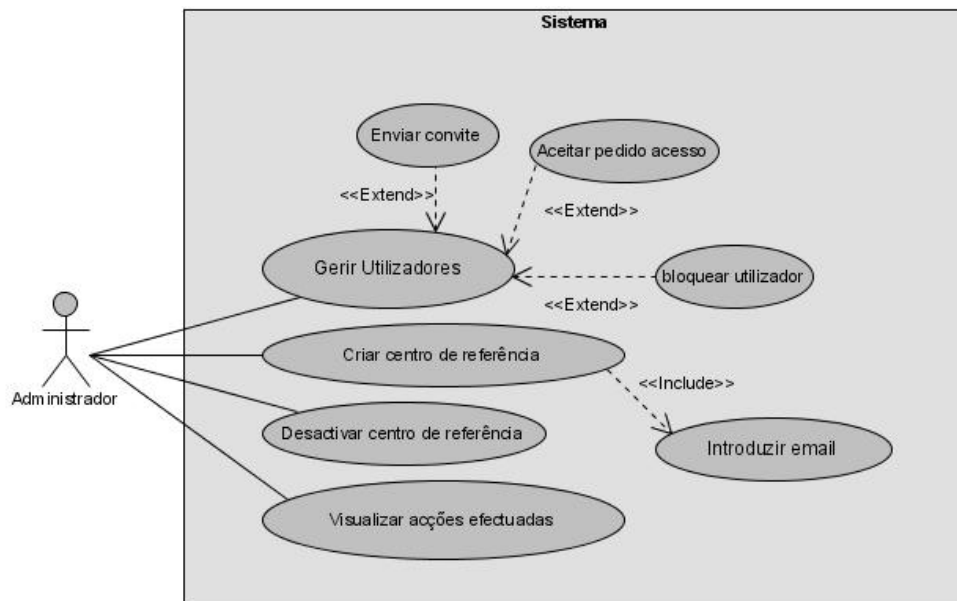 Sistema
Enviar convite
Aceitar pedido acesso
<<Extend>>
<<Extend>>
Gerir Utilizadores
bloquear utilizador
<<Extend>>
Criar centro de referência
<<Include>>
Administrador
Desactivar centro de referência
Introduzir email
Visualizar acções efectuadas